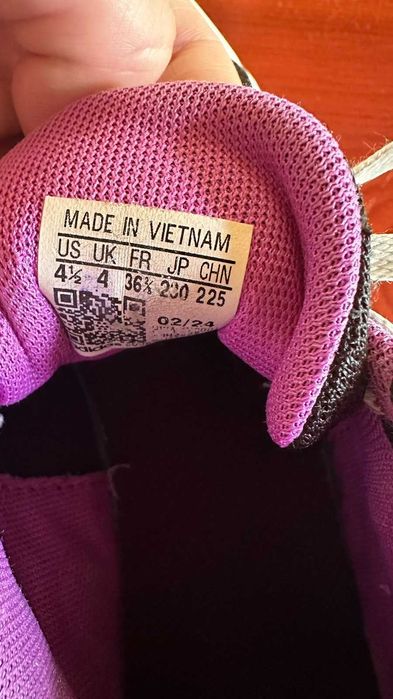 MADE IN VIETNAM
US UK FR JP CHN
4½ 4 36⅔ 230 225
02/24